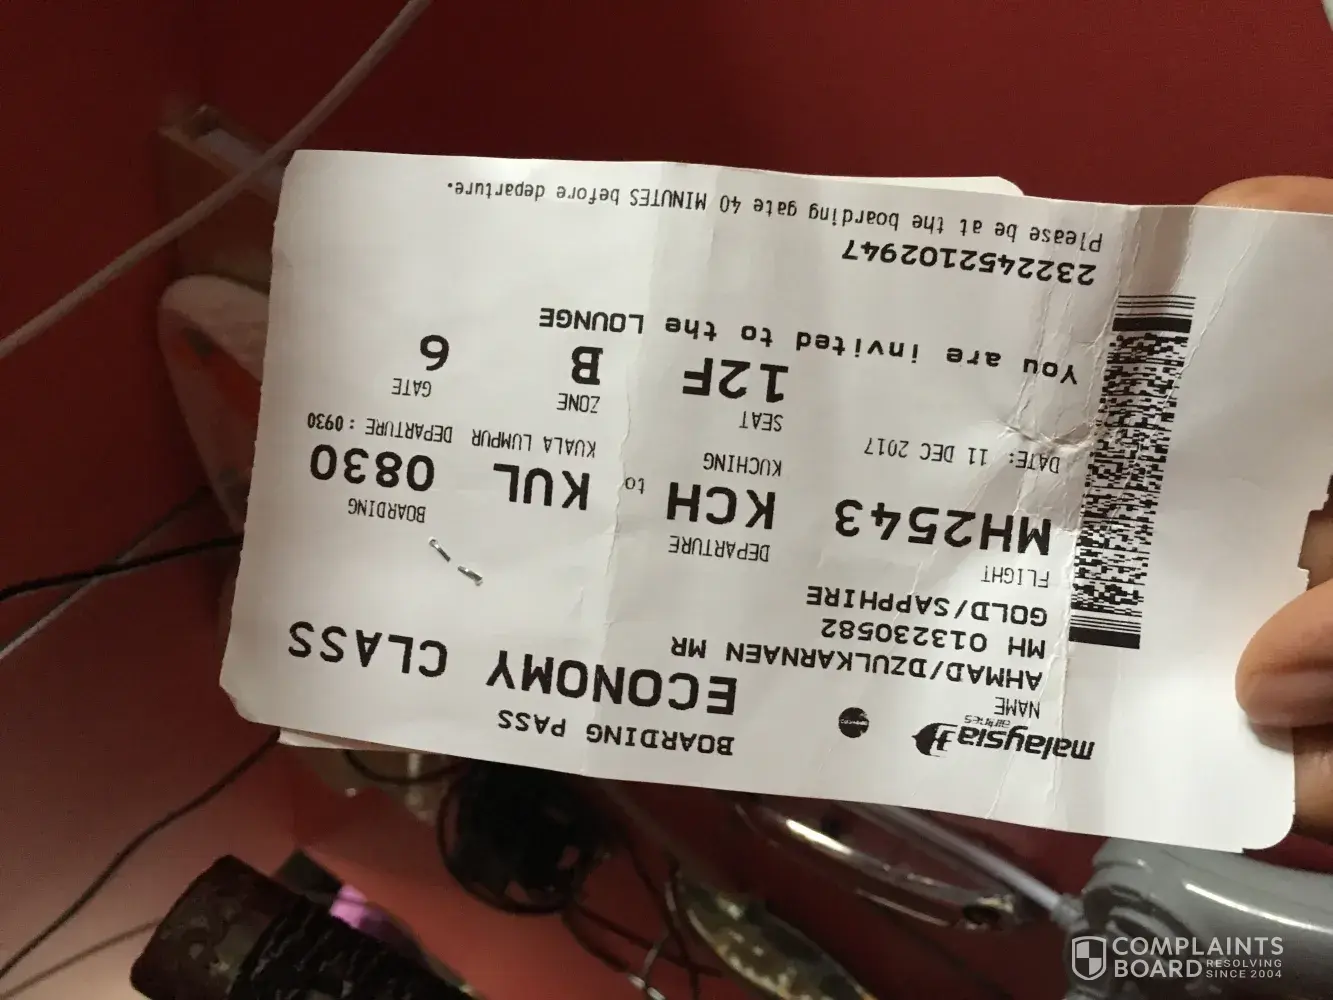 malaysia
airlines
BOARDING PASS
ECONOMY CLASS
NAME
AHMAD/DZULKARNAEN MR
MH 013230582
GOLD/SAPPHIRE
FLIGHT
DEPARTURE
BOARDING
MH2543
KCH to KUL
0830
KUCHING
KUALA LUMPUR
DEPARTURE : 0930
DATE: 11 DEC 2017
SEAT
ZONE
GATE
12F
B
6
You are invited to the LOUNGE
2322452102947
Please be at the boarding gate 40 MINUTES before departure.
COMPLAINTS
BOARD
RESOLVING
SINCE 2004